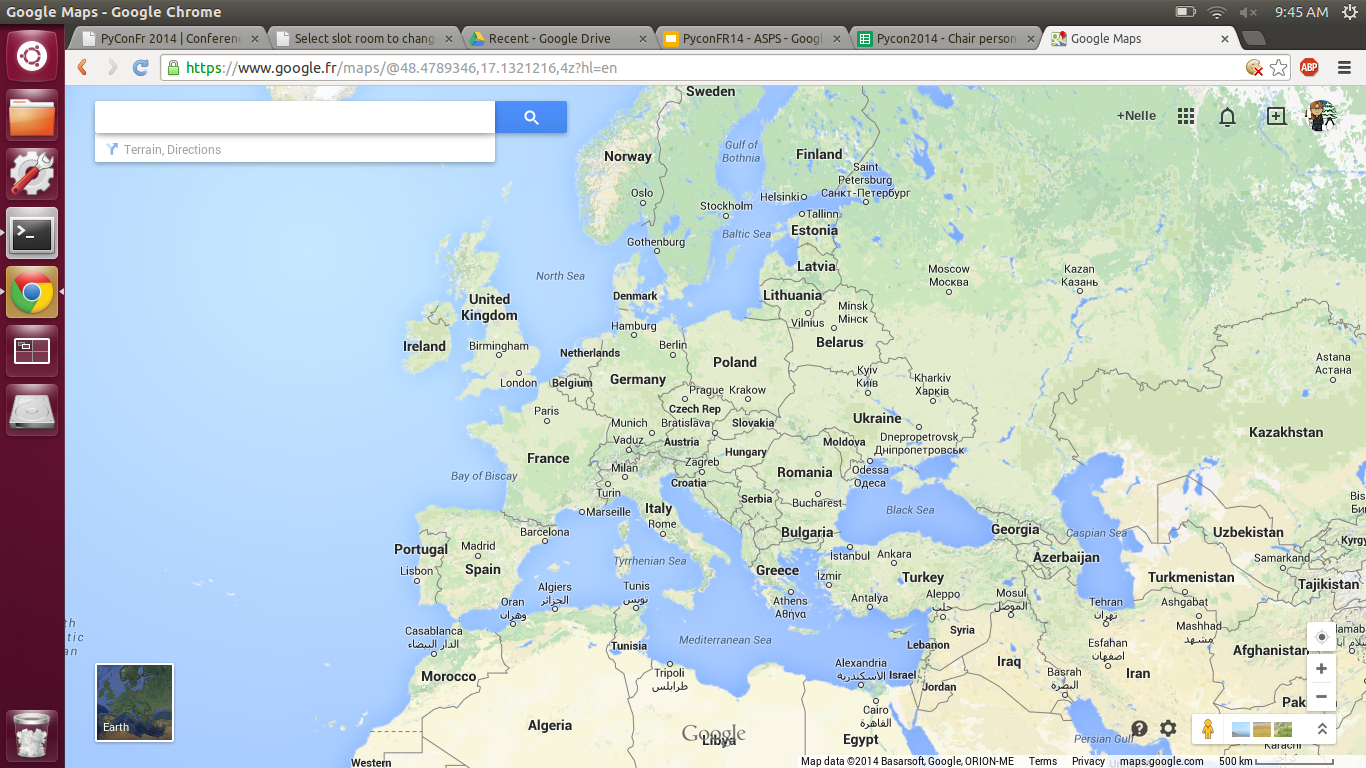 Google Maps - Google Chrome
9:45 AM
PyConFr 2014 | Conferenc
Select slot room to chang
Recent - Google Drive
PyconFR14 - ASPS - Googl
Pycon2014 - Chair person
Google Maps
https://www.google.fr/maps/@48.4789346,17.1321216,4z?hl=en
ABP
Terrain, Directions
+Nelle
Sweden
Norway
Gulf of
Bothnia
Finland
Saint
Petersburg
Санкт-Петербург
Oslo
Helsinki
Stockholm
Tallinn
Estonia
Baltic Sea
Gothenburg
Latvia
Moscow
Москва
Kazan
Казань
North Sea
Denmark
Lithuania
United
Kingdom
Minsk
Мінск
Vilnius
Hamburg
Belarus
Ireland
Birmingham
Netherlands
Berlin
Poland
Astana
Астана
London
Belgium
Germany
Kyiv
Київ
Kharkiv
Харків
Prague
Krakow
Paris
Czech Rep
Ukraine
Munich
Bratislava
Slovakia
Kazakhstan
Vaduz
Austria
Moldova
Dnepropetrovsk
Дніпропетровськ
France
Hungary
Milan
Zagreb
Romania
Odessa
Одеса
Bay of Biscay
Croatia
Turin
Serbia
Bucharest
Marseille
Italy
Black Sea
Rome
Barcelona
Bulgaria
Georgia
Caspian Sea
Uzbekistan
Portugal
Madrid
Istanbul
Ankara
Azerbaijan
Samarkand
Lisbon
Spain
Tyrrhenian Sea
Greece
İzmir
Turkey
Turkmenistan
Tajikistan
Algiers
الجزائر
Tunis
تونس
Athens
Αθήνα
Antalya
Aleppo
حلب
Mosul
الموصل
Tehran
تهران
Ashgabat
Oran
وهران
Mashhad
مشهد
Casablanca
الدار البيضاء
Tunisia
Mediterranean Sea
Syria
Lebanon
Esfahan
اصفهان
Afghanistan
Iraq
Iran
Morocco
Tripoli
طرابلس
Alexandria
الأسكندرية
Israel
Jordan
Basrah
البصرة
Cairo
القاهرة
Algeria
Google
Libya
Egypt
Persian Gulf
Karachi
Western
Earth
Map data ©2014 Basarsoft, Google, ORION-ME
Terms
Privacy
maps.google.com
500 km